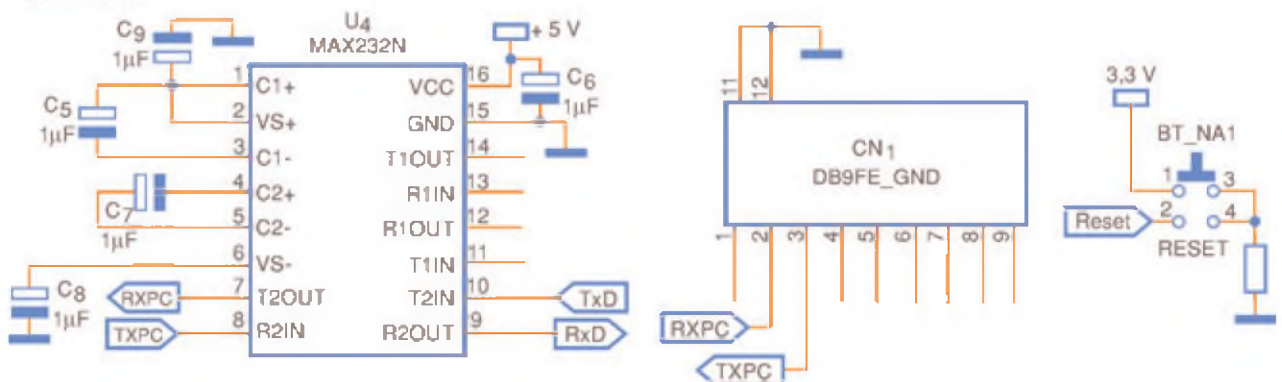 U4
MAX232N
C9
1µF
C5
1µF
C7
1µF
C8
1µF
1 C1+
2 VS+
3 C1-
4 C2+
5 C2-
6 VS-
7 T2OUT
8 R2IN
VCC 16
GND 15
T1OUT 14
R1IN 13
R1OUT 12
T1IN 11
T2IN 10
R2OUT 9
RXPC
TXPC
+ 5 V
C6
1µF
TxD
RxD
11 12
CN1
DB9FE_GND
1 2 3 4 5 6 7 8 9
RXPC
TXPC
3,3 V
BT_NA1
1 3
2 4
Reset
RESET